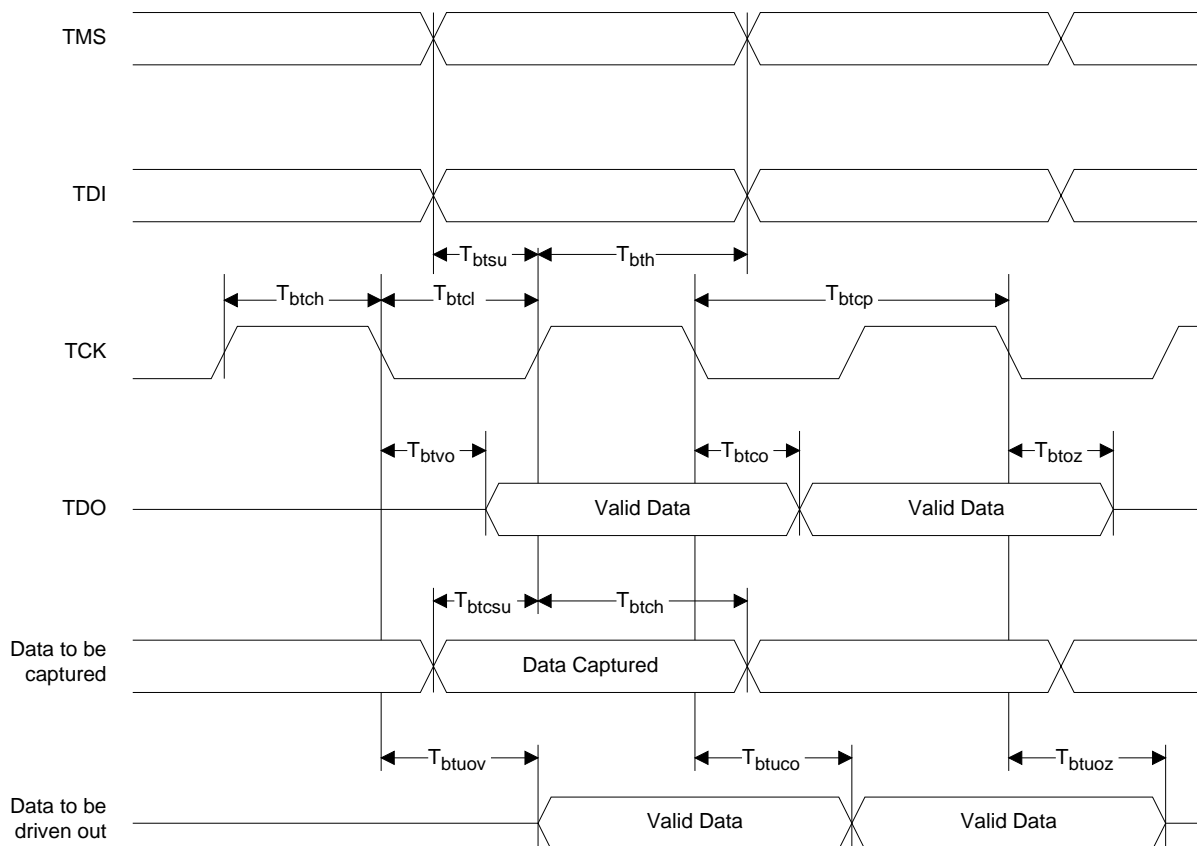 TMS
TDI
Tbtsu
Tbth
Tbtch
Tbtcl
Tbtcp
TCK
Tbtvo
Tbtco
Tbtoz
TDO
Valid Data
Valid Data
Tbtcsu
Tbtch
Data to be
captured
Data Captured
Tbtuov
Tbtuco
Tbtuoz
Data to be
driven out
Valid Data
Valid Data